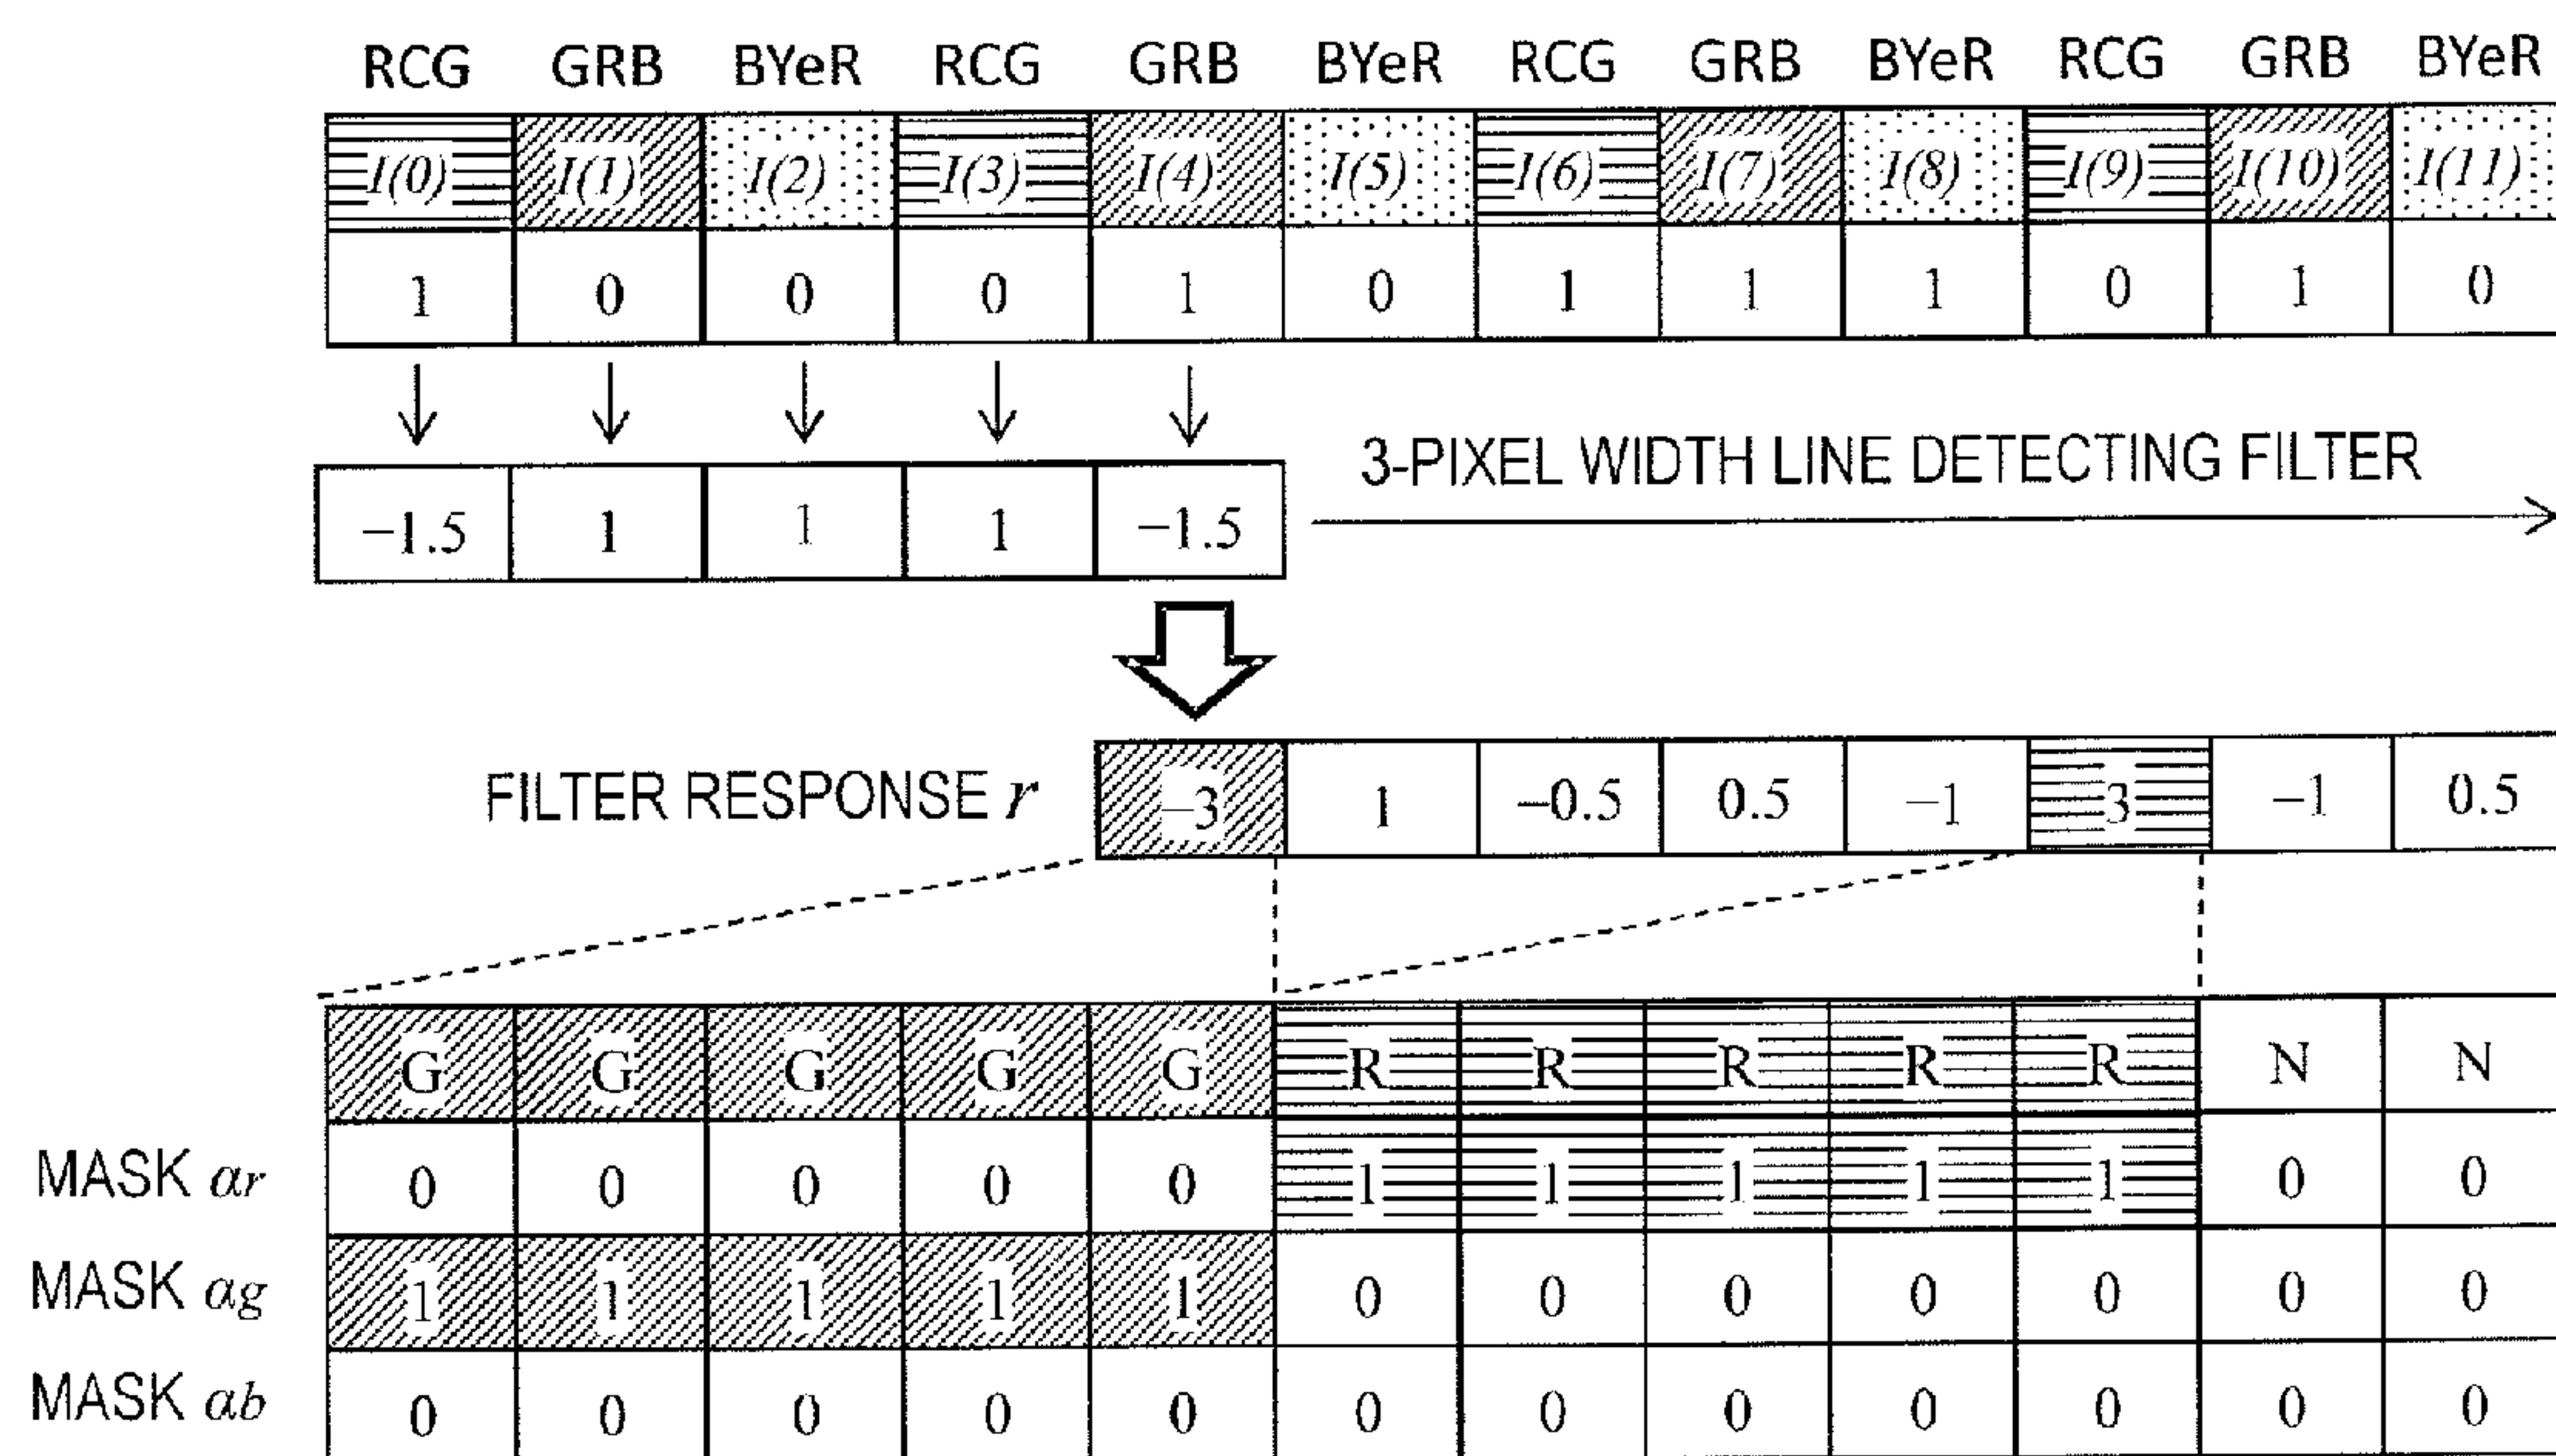 RCG GRB BYeR RCG GRB BYeR RCG GRB BYeR RCG GRB BYeR
I(0) I(1) I(2) I(3) I(4) I(5) I(6) I(7) I(8) I(9) I(10) I(11)
1 0 0 0 1 0 1 1 1 0 1 0
−1.5 1 1 1 −1.5
3-PIXEL WIDTH LINE DETECTING FILTER
FILTER RESPONSE r −3 1 −0.5 0.5 −1 3 −1 0.5
G G G G G R R R R R N N
MASK αr 0 0 0 0 0 1 1 1 1 1 0 0
MASK αg 1 1 1 1 1 0 0 0 0 0 0 0
MASK αb 0 0 0 0 0 0 0 0 0 0 0 0